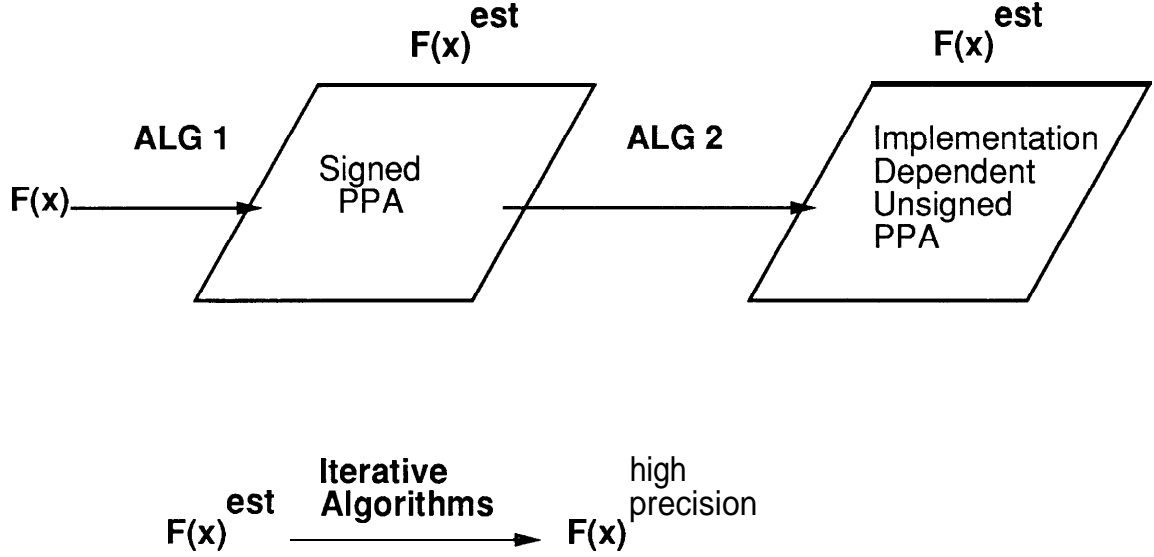 F(x)^est
F(x)^est
ALG 1
ALG 2
Signed
PPA
Implementation
Dependent
Unsigned
PPA
F(x)
Iterative
Algorithms
F(x)^est
F(x)^high precision